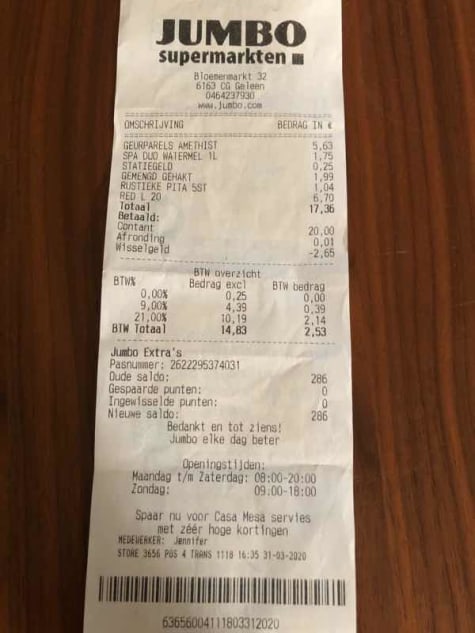 JUMBO
supermarkten
Bloemenmarkt 32
6163 CG Geleen
0464237930
www.jumbo.com
OMSCHRIJVING BEDRAG IN €
GEURPARELS AMETHIST 5,63
SPA DUO WATERMEL 1L 1,75
STATIEGELD 0,25
GEMENGD GEHAKT 1,99
RUSTIEKE PITA 5ST 1,04
RED L 20 6,70
Totaal 17,36
Betaald:
Contant 20,00
Afronding 0,01
Wisselgeld -2,65
BTW overzicht
BTW% Bedrag excl BTW bedrag
0,00% 0,25 0,00
9,00% 4,39 0,39
21,00% 10,19 2,14
BTW Totaal 14,83 2,53
Jumbo Extra's
Pasnummer: 2622295374031
Oude saldo: 286
Gespaarde punten: 0
Ingewisselde punten: 0
Nieuwe saldo: 286
Bedankt en tot ziens!
Jumbo elke dag beter
Openingstijden:
Maandag t/m Zaterdag: 08:00-20:00
Zondag: 09:00-18:00
Spaar nu voor Casa Mesa servies
met zéér hoge kortingen
MEDEWERKER: Jennifer
STORE 3656 POS 4 TRANS 1118 16:35 31-03-2020
63656004111803312020